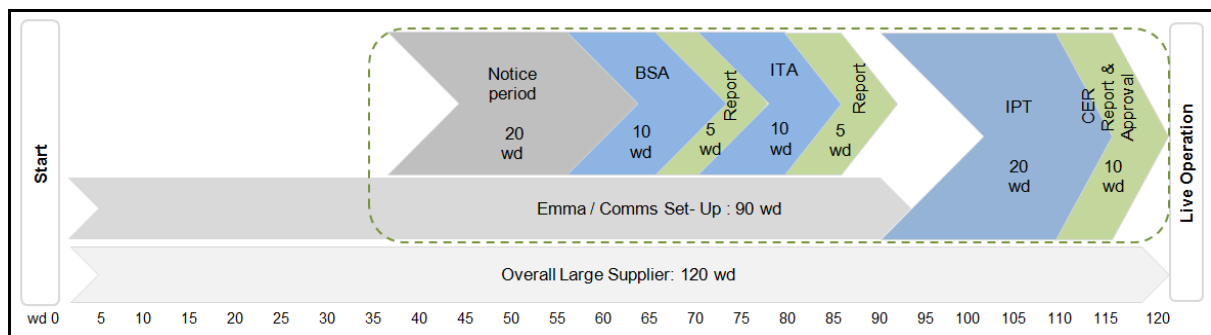 Start
Notice
period
20
wd
BSA
10
wd
Report
5
wd
ITA
10
wd
Report
5
wd
IPT
20
wd
CER
Report &
Approval
10
wd
Live Operation
Emma / Comms Set- Up : 90 wd
Overall Large Supplier: 120 wd
wd 0 5 10 15 20 25 30 35 40 45 50 55 60 65 70 75 80 85 90 95 100 105 110 115 120